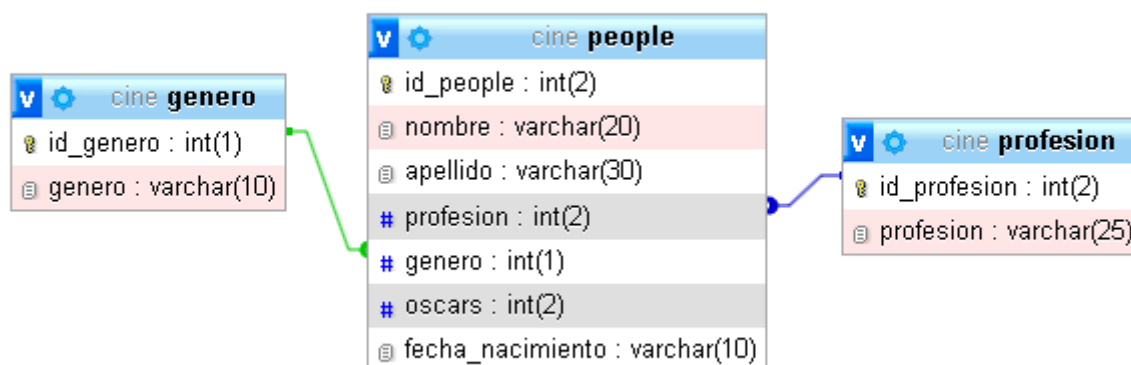 cine genero
id_genero : int(1)
genero : varchar(10)
v cine people
id_people : int(2)
nombre : varchar(20)
apellido : varchar(30)
# profesion : int(2)
# genero : int(1)
# oscars : int(2)
fecha_nacimiento : varchar(10)
v cine profesion
id_profesion : int(2)
profesion : varchar(25)